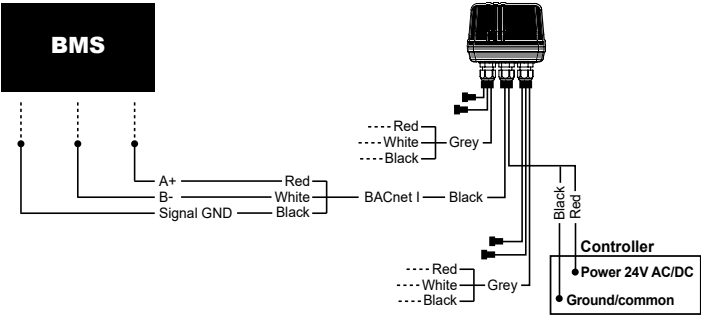 BMS
Red
White
Grey
Black
A+
Red
B-
White
BACnet I
Black
Signal GND
Black
Black
Red
Controller
Power 24V AC/DC
Ground/common
Red
White
Grey
Black